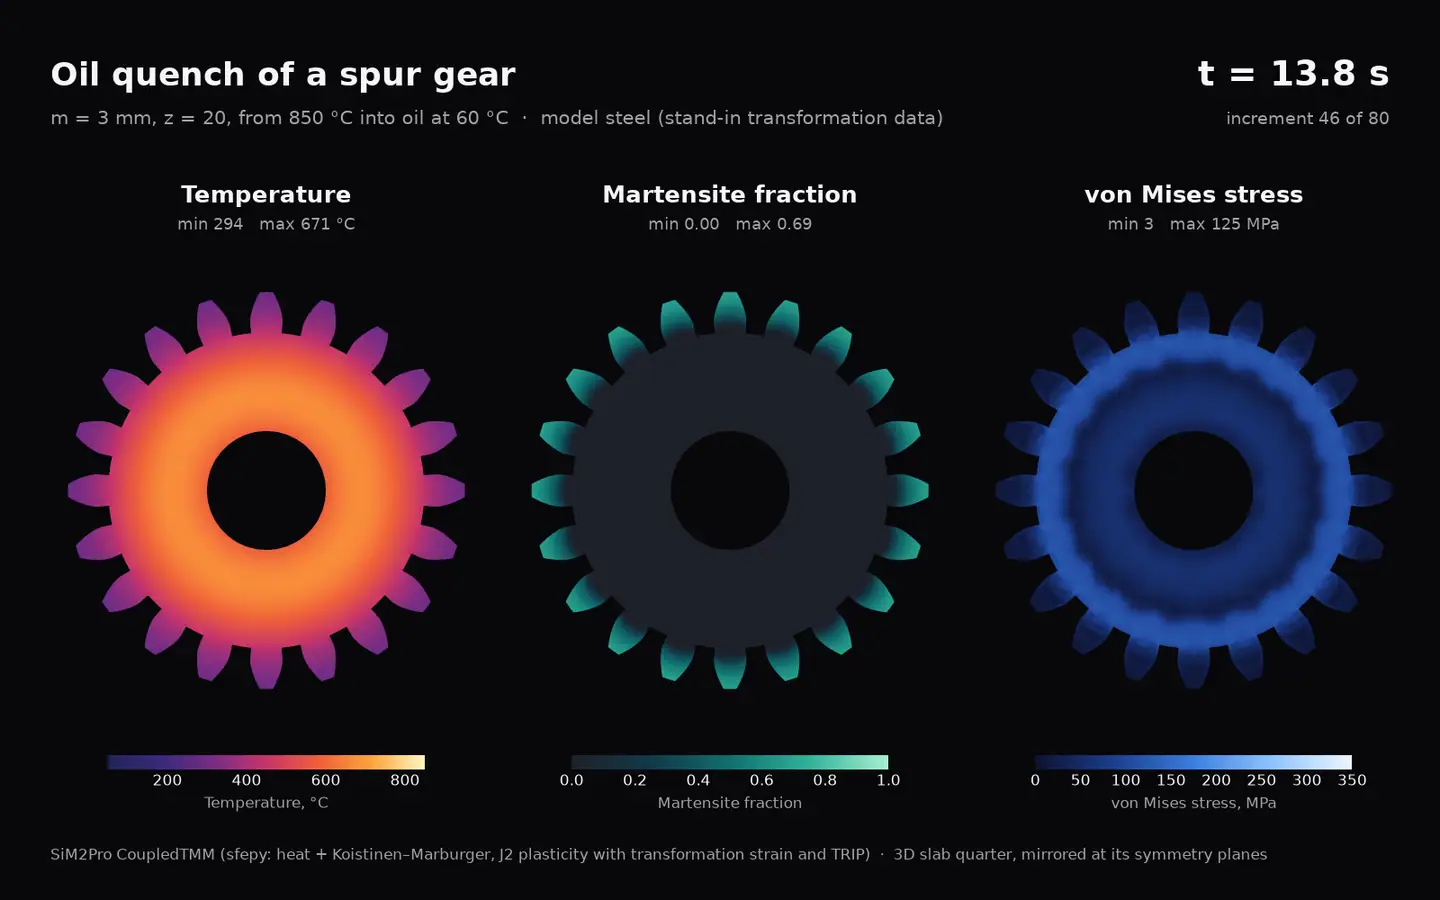 Oil quench of a spur gear
t = 13.8 s
m = 3 mm, z = 20, from 850 °C into oil at 60 °C · model steel (stand-in transformation data)
increment 46 of 80
Temperature
min 294 max 671 °C
Martensite fraction
min 0.00 max 0.69
von Mises stress
min 3 max 125 MPa
200 400 600 800
Temperature, °C
0.0 0.2 0.4 0.6 0.8 1.0
Martensite fraction
0 50 100 150 200 250 300 350
von Mises stress, MPa
SiM2Pro CoupledTMM (sfepy: heat + Koistinen–Marburger, J2 plasticity with transformation strain and TRIP) · 3D slab quarter, mirrored at its symmetry planes